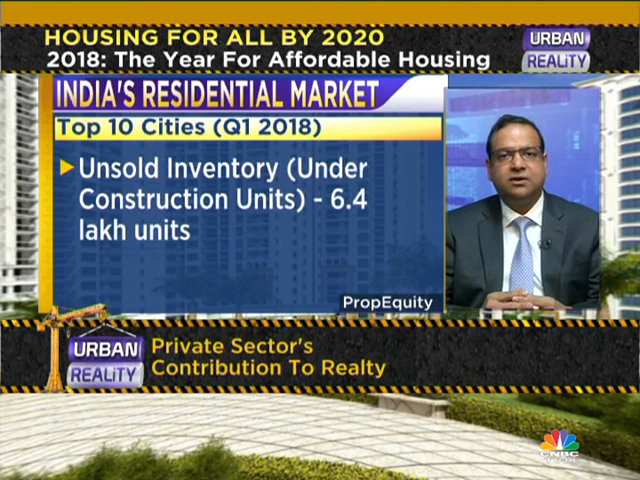 HOUSING FOR ALL BY 2020
2018: The Year For Affordable Housing
URBAN
REALITY
INDIA'S RESIDENTIAL MARKET
Top 10 Cities (Q1 2018)
Unsold Inventory (Under
Construction Units) - 6.4
lakh units
PropEquity
URBAN
REALITY
Private Sector's
Contribution To Realty
CNBC